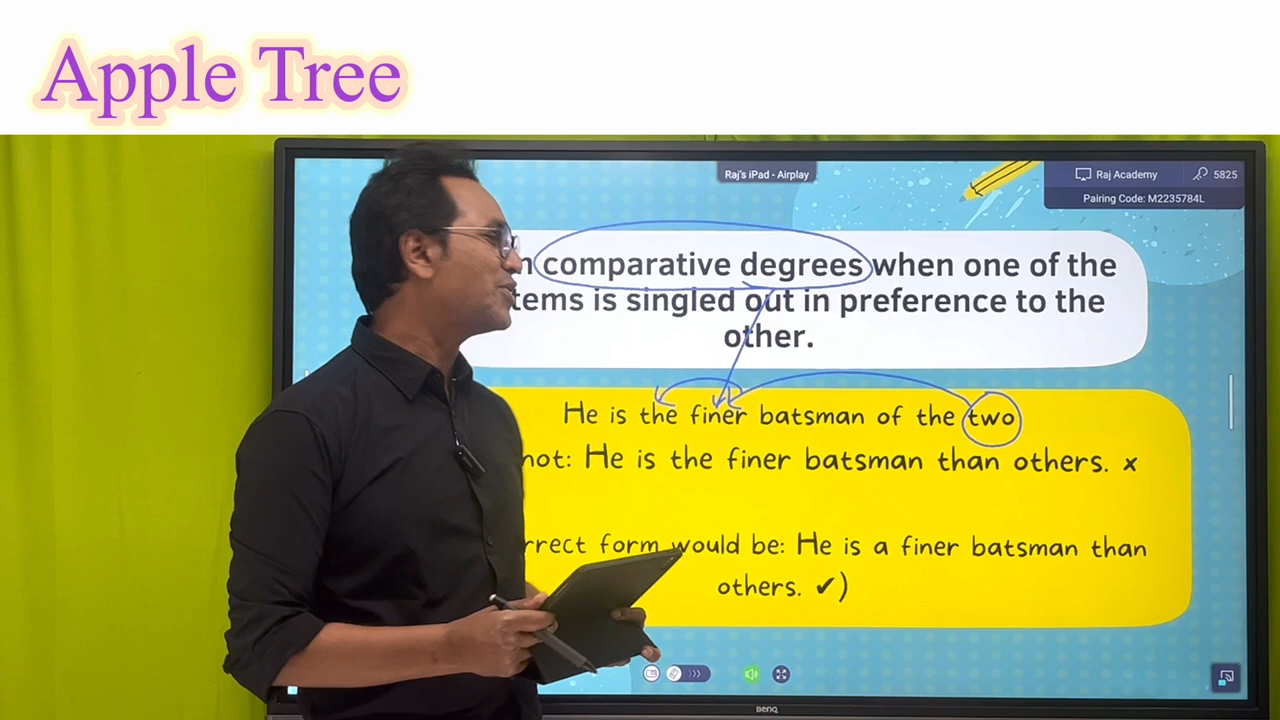 Apple Tree
Raj's iPad - Airplay
Raj Academy 5825
Pairing Code: M2235784L
comparative degrees when one of the
is singled out in preference to the
other.
He is the finer batsman of the two
not: He is the finer batsman than others. x
form would be: He is a finer batsman than
others. ✔)
BenQ